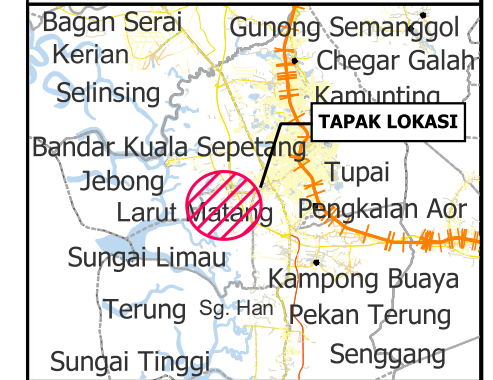 Bagan Serai
Gunong Semanggol
Kerian
Chegar Galah
Selinsing
Kamunting
TAPAK LOKASI
Bandar Kuala Sepetang
Tupai
Jebong
Larut Matang
Pengkalan Aor
Sungai Limau
Kampong Buaya
Terung
Sg. Han
Pekan Terung
Sungai Tinggi
Senggang